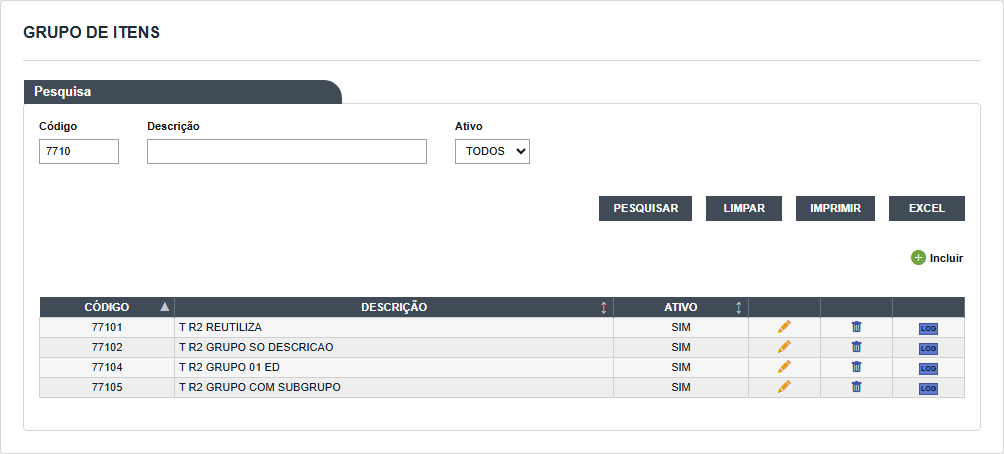 GRUPO DE ITENS
Pesquisa
Código Descrição Ativo
7710 TODOS
PESQUISAR LIMPAR IMPRIMIR EXCEL
Incluir
CÓDIGO DESCRIÇÃO ATIVO
77101 T R2 REUTILIZA SIM LOG
77102 T R2 GRUPO SO DESCRICAO SIM LOG
77104 T R2 GRUPO 01 ED SIM LOG
77105 T R2 GRUPO COM SUBGRUPO SIM LOG